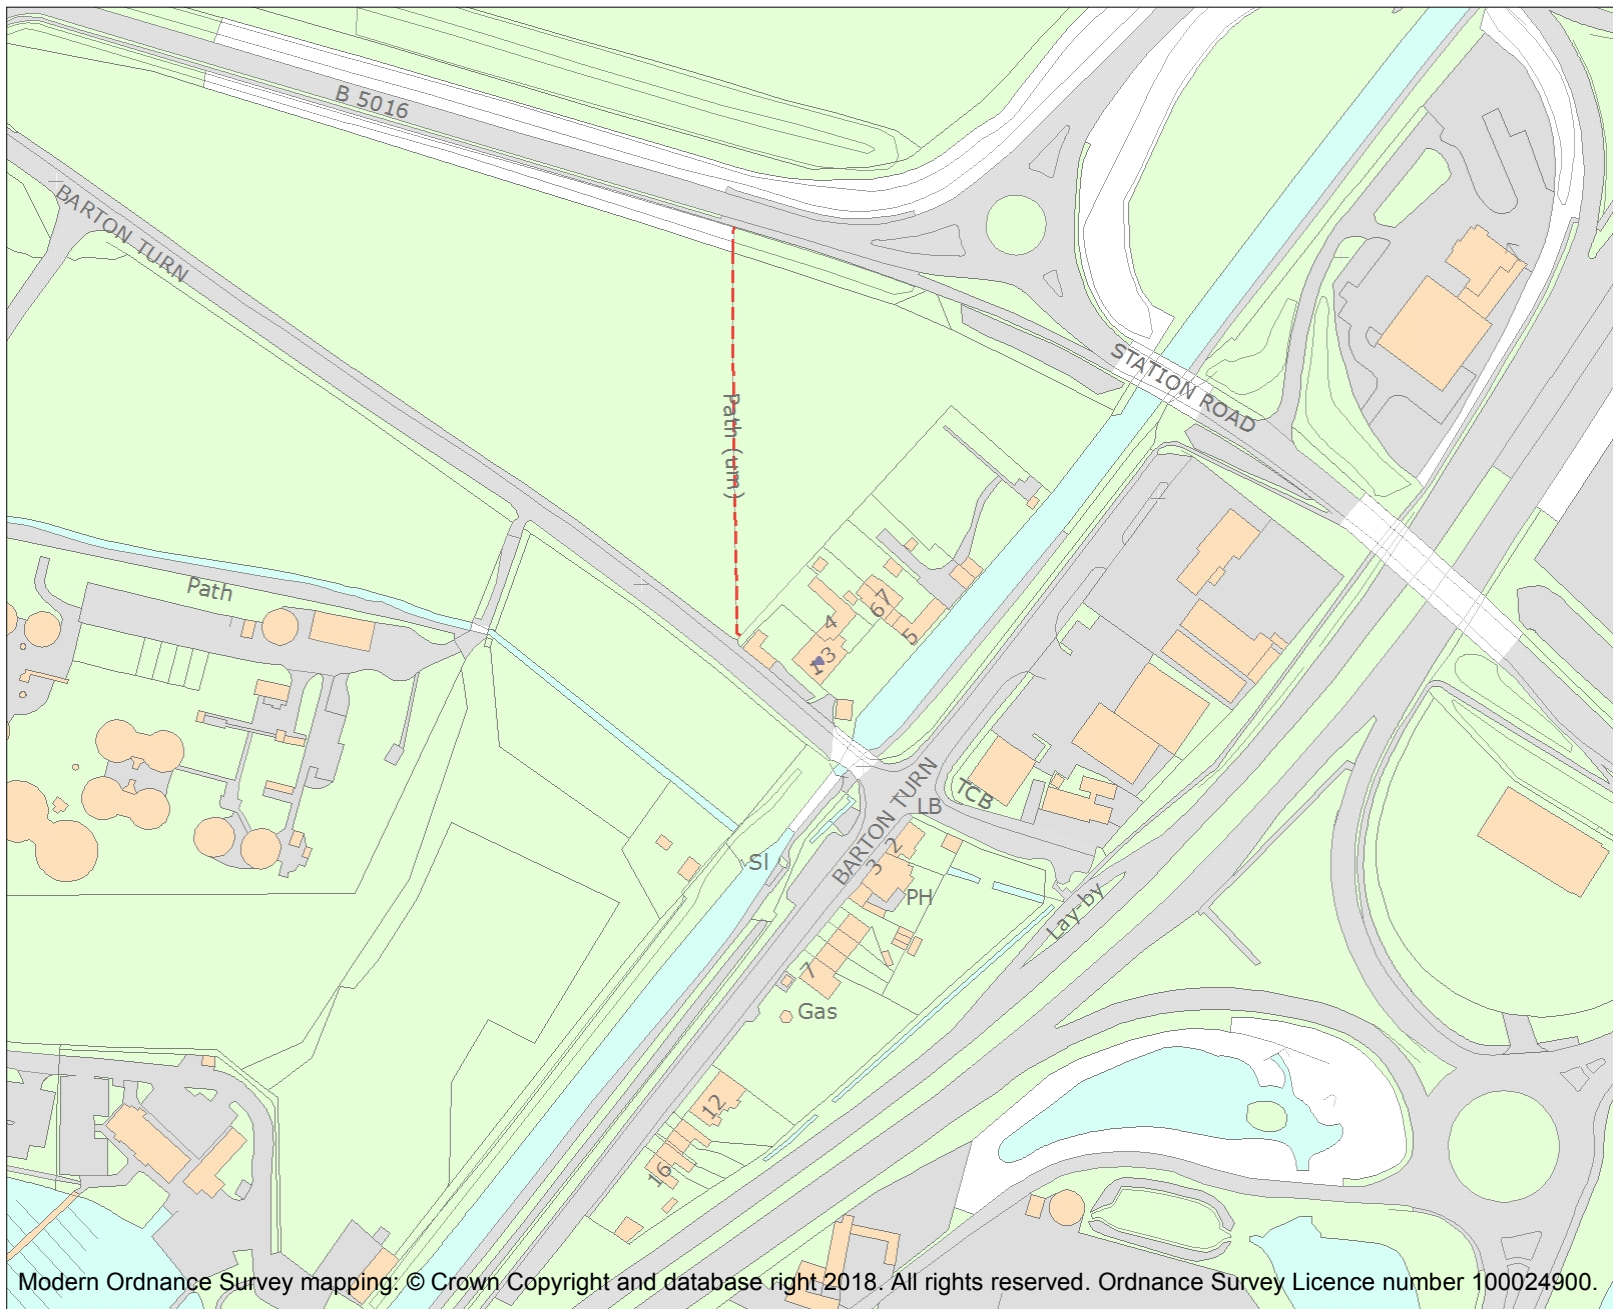 B 5016
BARTON TURN
STATION ROAD
Path (um)
Path
4
67
5
1
3
BARTON TURN
TCB
LB
2
3
SI
PH
Lay-by
7
Gas
12
16
Modern Ordnance Survey mapping: © Crown Copyright and database right 2018. All rights reserved. Ordnance Survey Licence number 100024900.